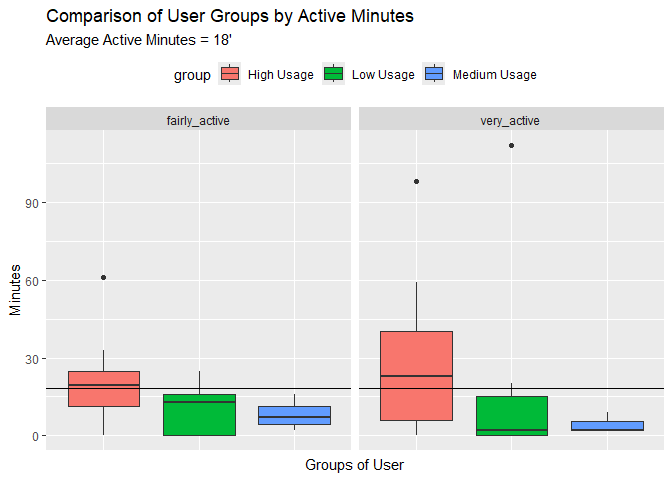 Comparison of User Groups by Active Minutes
Average Active Minutes = 18'
group High Usage Low Usage Medium Usage
fairly_active very_active
90
60
30
0
Minutes
Groups of User